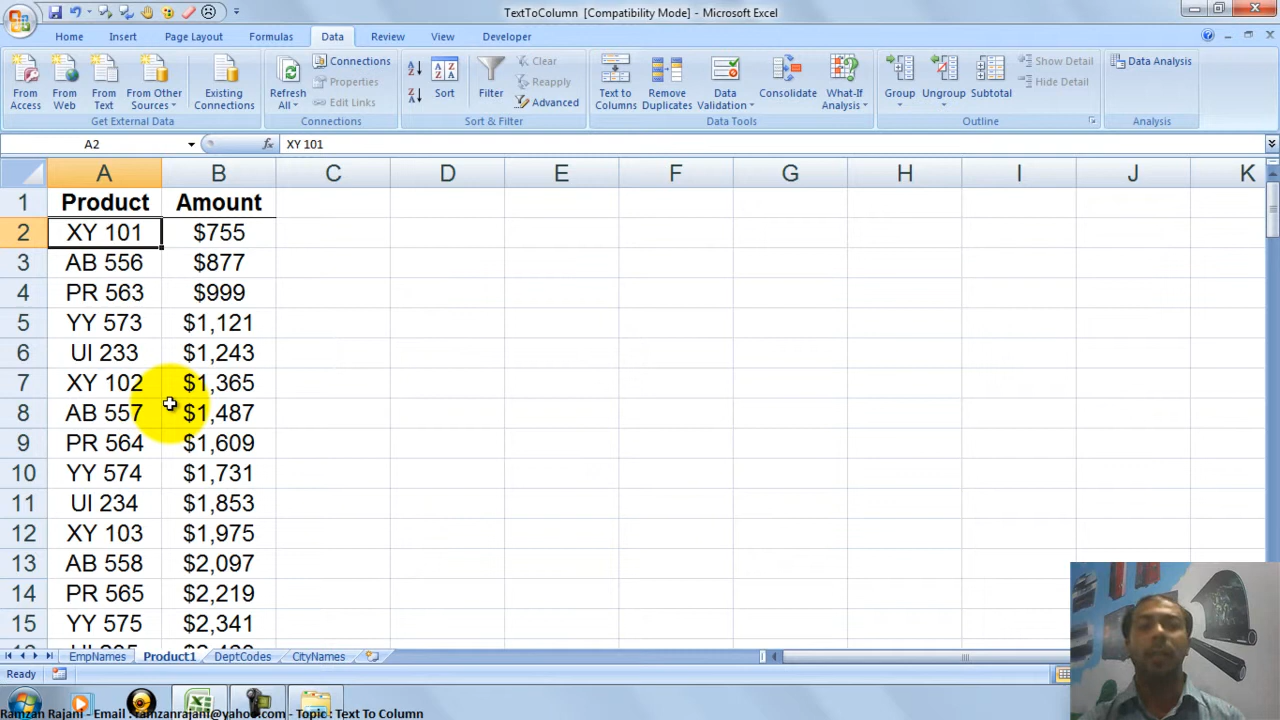 TextToColumn [Compatibility Mode] - Microsoft Excel
Home Insert Page Layout Formulas Data Review View Developer
From Access From Web From Text From Other Sources Existing Connections
Get External Data
Refresh All Connections Properties Edit Links
Connections
Sort Filter Clear Reapply Advanced
Sort & Filter
Text to Columns Remove Duplicates Data Validation Consolidate What-If Analysis
Data Tools
Group Ungroup Subtotal Show Detail Hide Detail
Outline
Data Analysis
Analysis
A2 fx XY 101
A B C D E F G H I J K
1 Product Amount
2 XY 101 $755
3 AB 556 $877
4 PR 563 $999
5 YY 573 $1,121
6 UI 233 $1,243
7 XY 102 $1,365
8 AB 557 $1,487
9 PR 564 $1,609
10 YY 574 $1,731
11 UI 234 $1,853
12 XY 103 $1,975
13 AB 558 $2,097
14 PR 565 $2,219
15 YY 575 $2,341
EmpNames Product1 DeptCodes CityNames
Ready
Ramzan Rajani - Email : ramzanrajani@yahoo.com - Topic : Text To Column